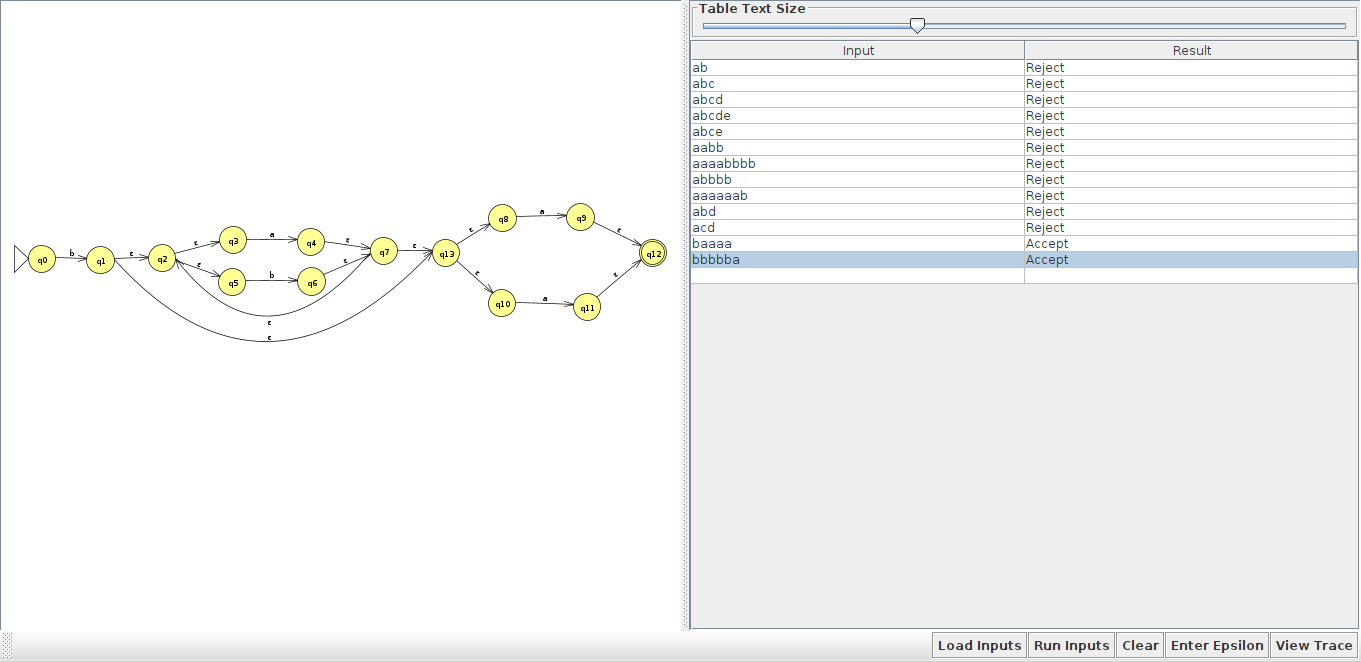 Table Text Size
Input Result
ab Reject
abc Reject
abcd Reject
abcde Reject
abce Reject
aabb Reject
aaaabbbb Reject
abbbb Reject
aaaaaab Reject
abd Reject
acd Reject
baaaa Accept
bbbbba Accept
q8 a q9
ε ε
q3 a q4
ε ε
q0 b q1 ε q2 q7 ε q13 q12
ε ε
q5 b q6
ε ε
q10 a q11
ε
ε
Load Inputs Run Inputs Clear Enter Epsilon View Trace